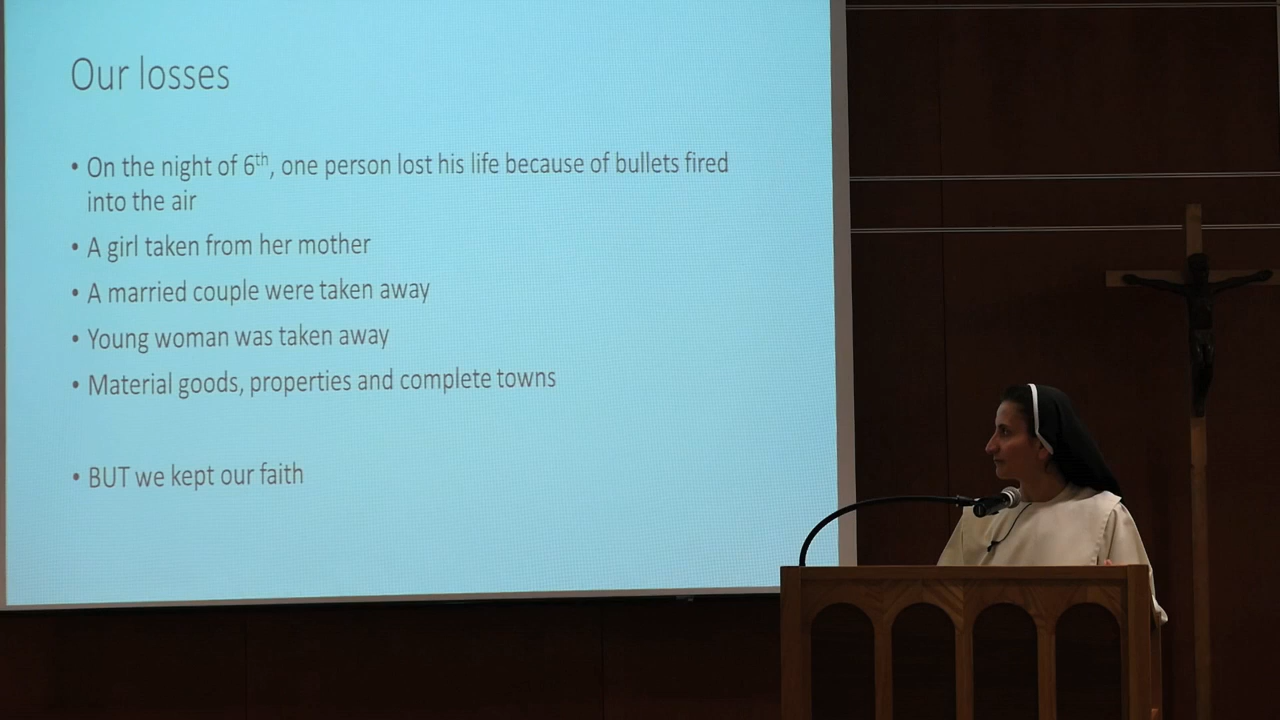 Our losses
• On the night of 6th, one person lost his life because of bullets fired
into the air
• A girl taken from her mother
• A married couple were taken away
• Young woman was taken away
• Material goods, properties and complete towns
• BUT we kept our faith